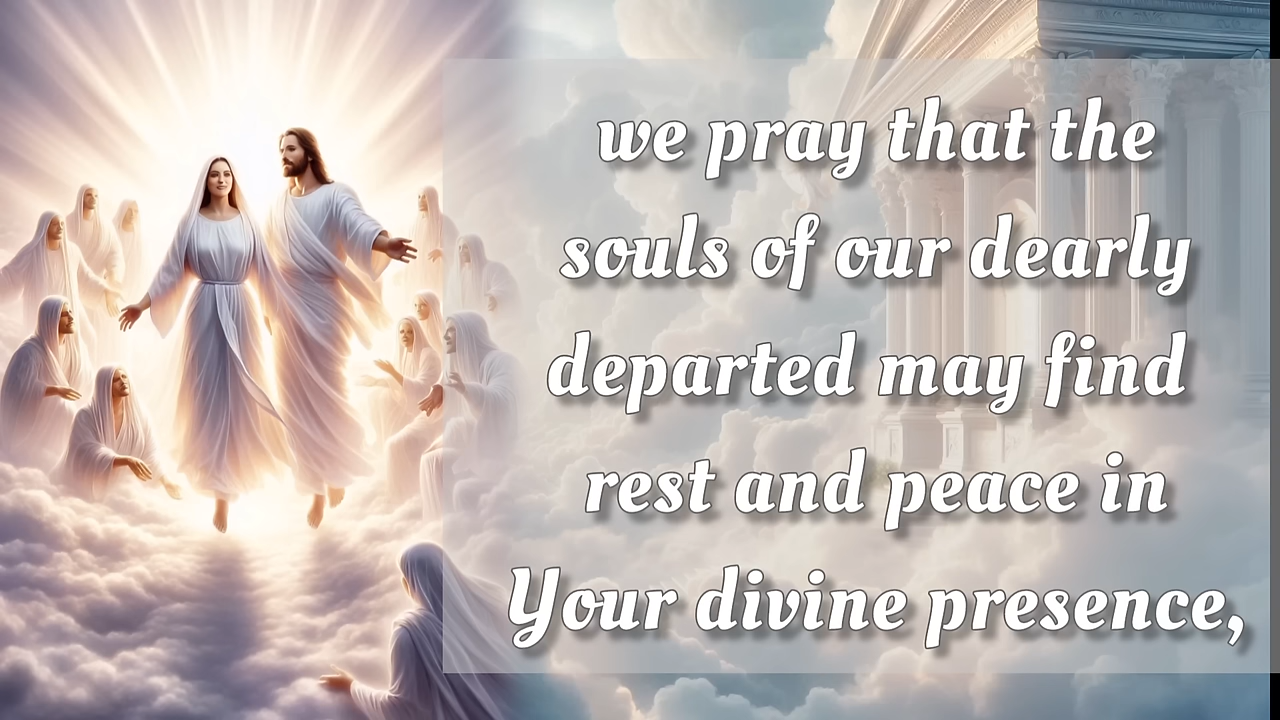 we pray that the
souls of our dearly
departed may find
rest and peace in
Your divine presence,